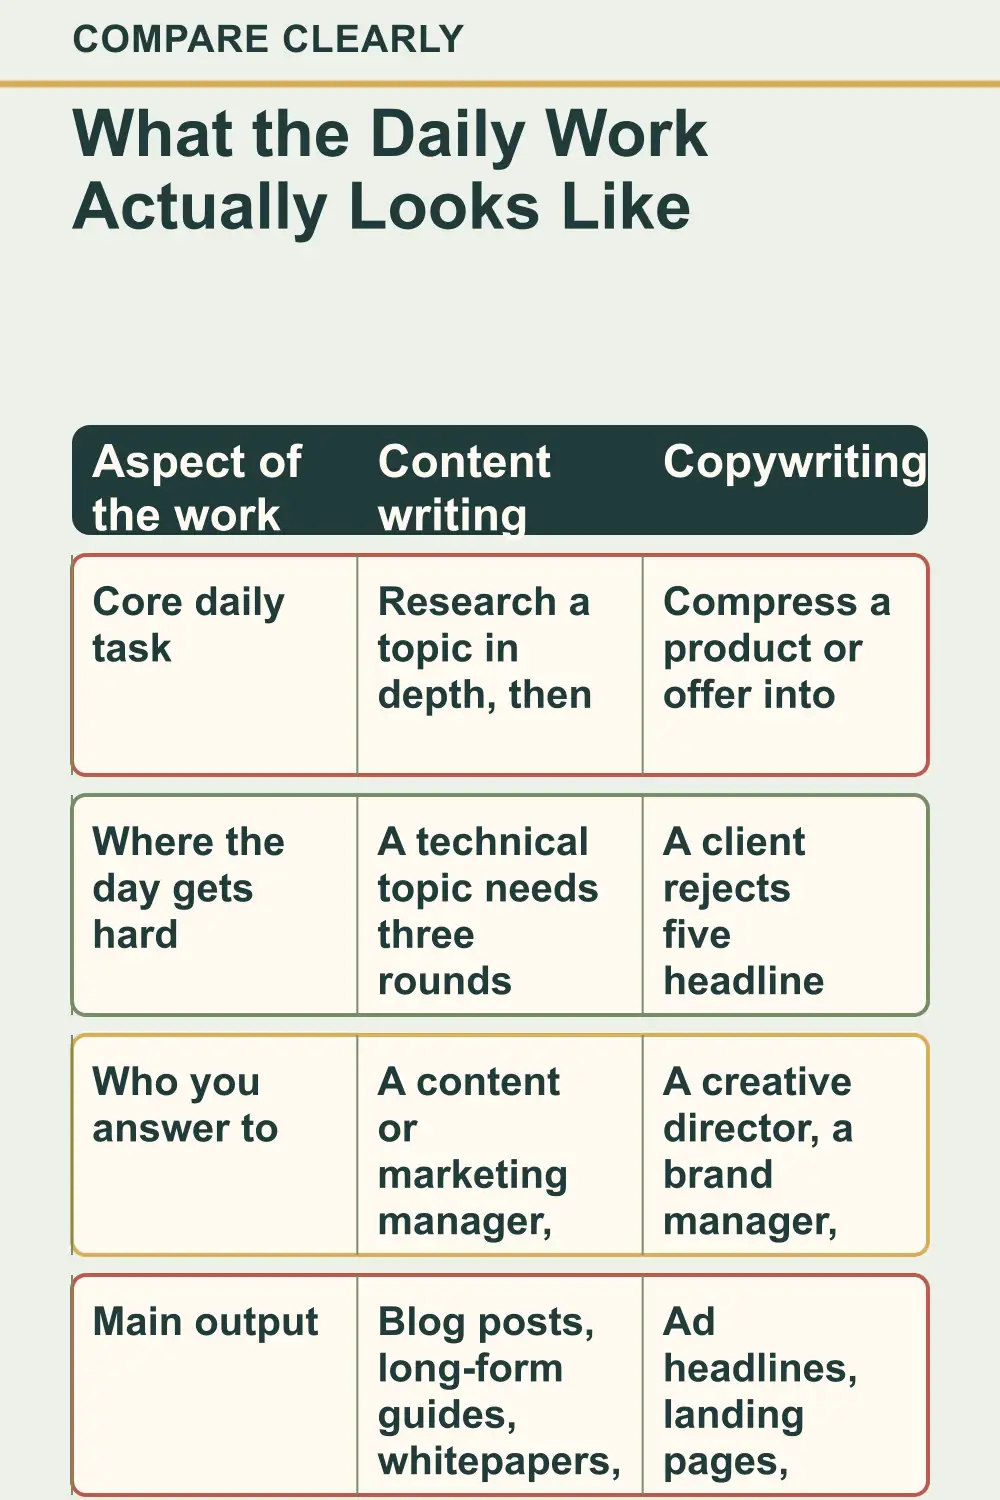 COMPARE CLEARLY
What the Daily Work
Actually Looks Like
Aspect of
the work
Content
writing
Copywriting
Core daily
task
Research a
topic in
depth, then
Compress a
product or
offer into
Where the
day gets
hard
A technical
topic needs
three
rounds
A client
rejects
five
headline
Who you
answer to
A content
or
marketing
manager,
A creative
director, a
brand
manager,
Main output
Blog posts,
long-form
guides,
whitepapers,
Ad
headlines,
landing
pages,